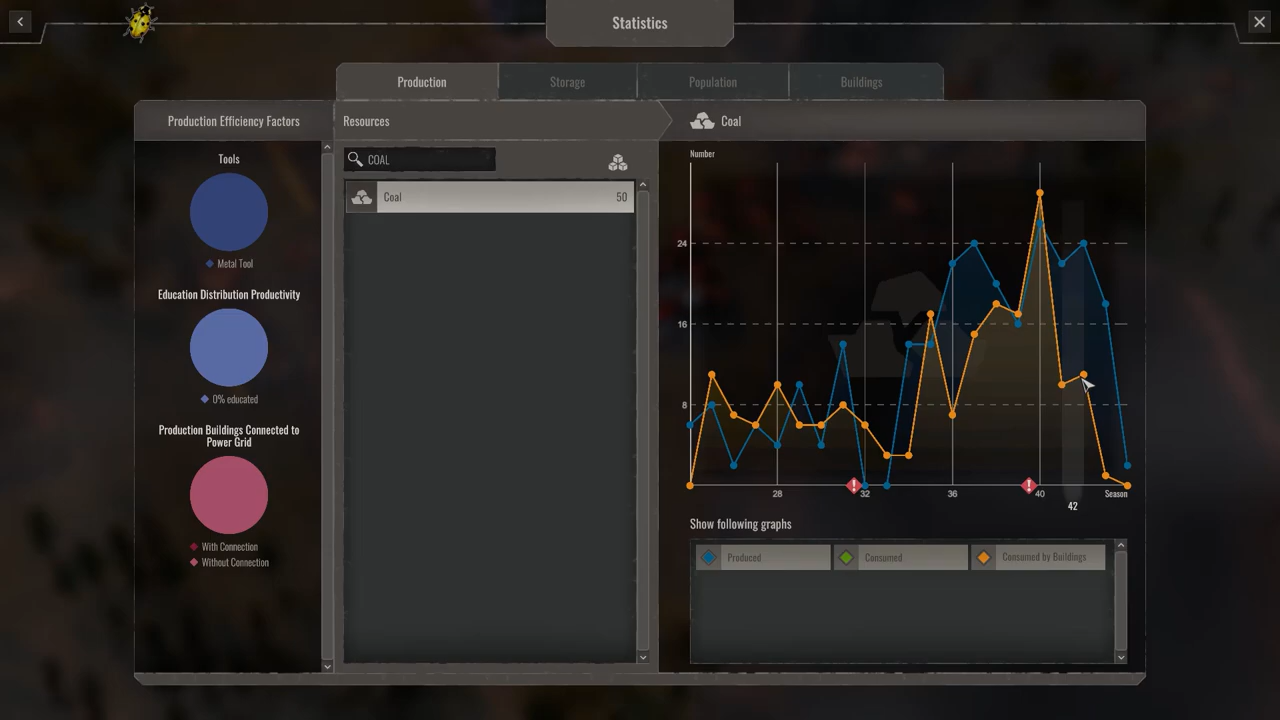 Statistics
Production
Storage
Population
Buildings
Production Efficiency Factors
Tools
Metal Tool
Education Distribution Productivity
0% educated
Production Buildings Connected to
Power Grid
With Connection
Without Connection
Resources
COAL
Coal 50
Coal
Number
24
16
8
28 32 36 40 Season
42
Show following graphs
Produced
Consumed
Consumed by Buildings